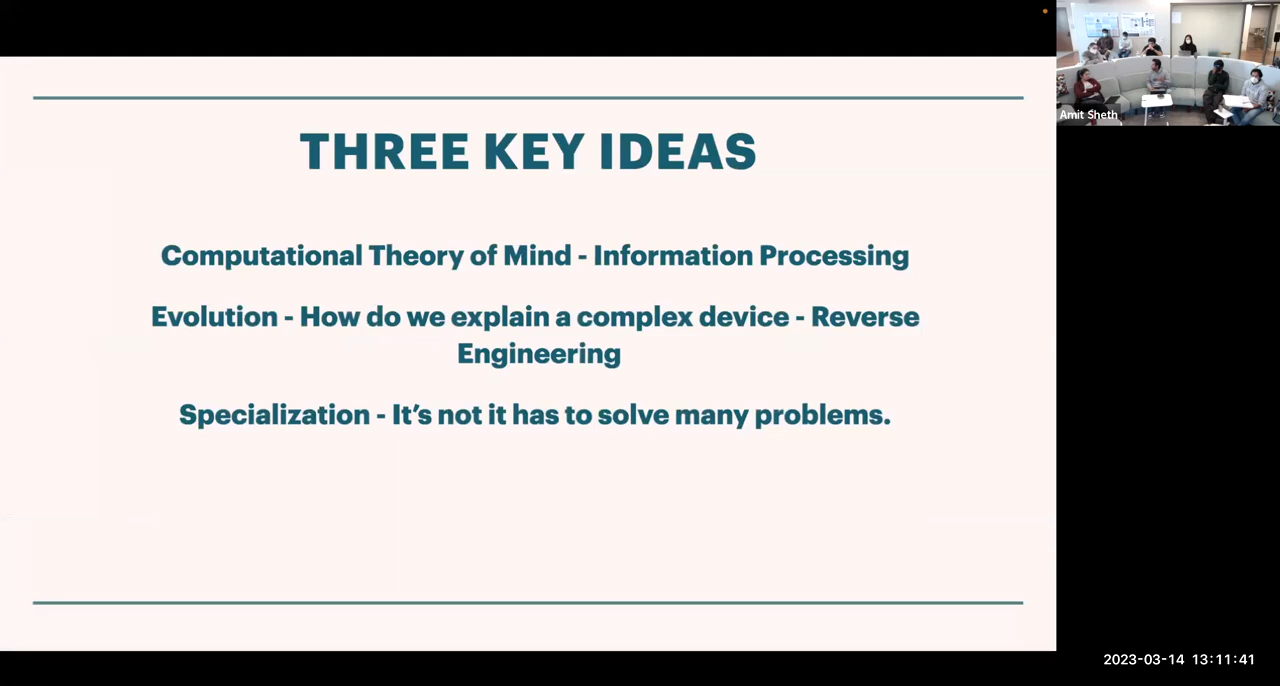 THREE KEY IDEAS
Computational Theory of Mind - Information Processing
Evolution - How do we explain a complex device - Reverse
Engineering
Specialization - It’s not it has to solve many problems.
Amit Sheth
2023-03-14 13:11:41